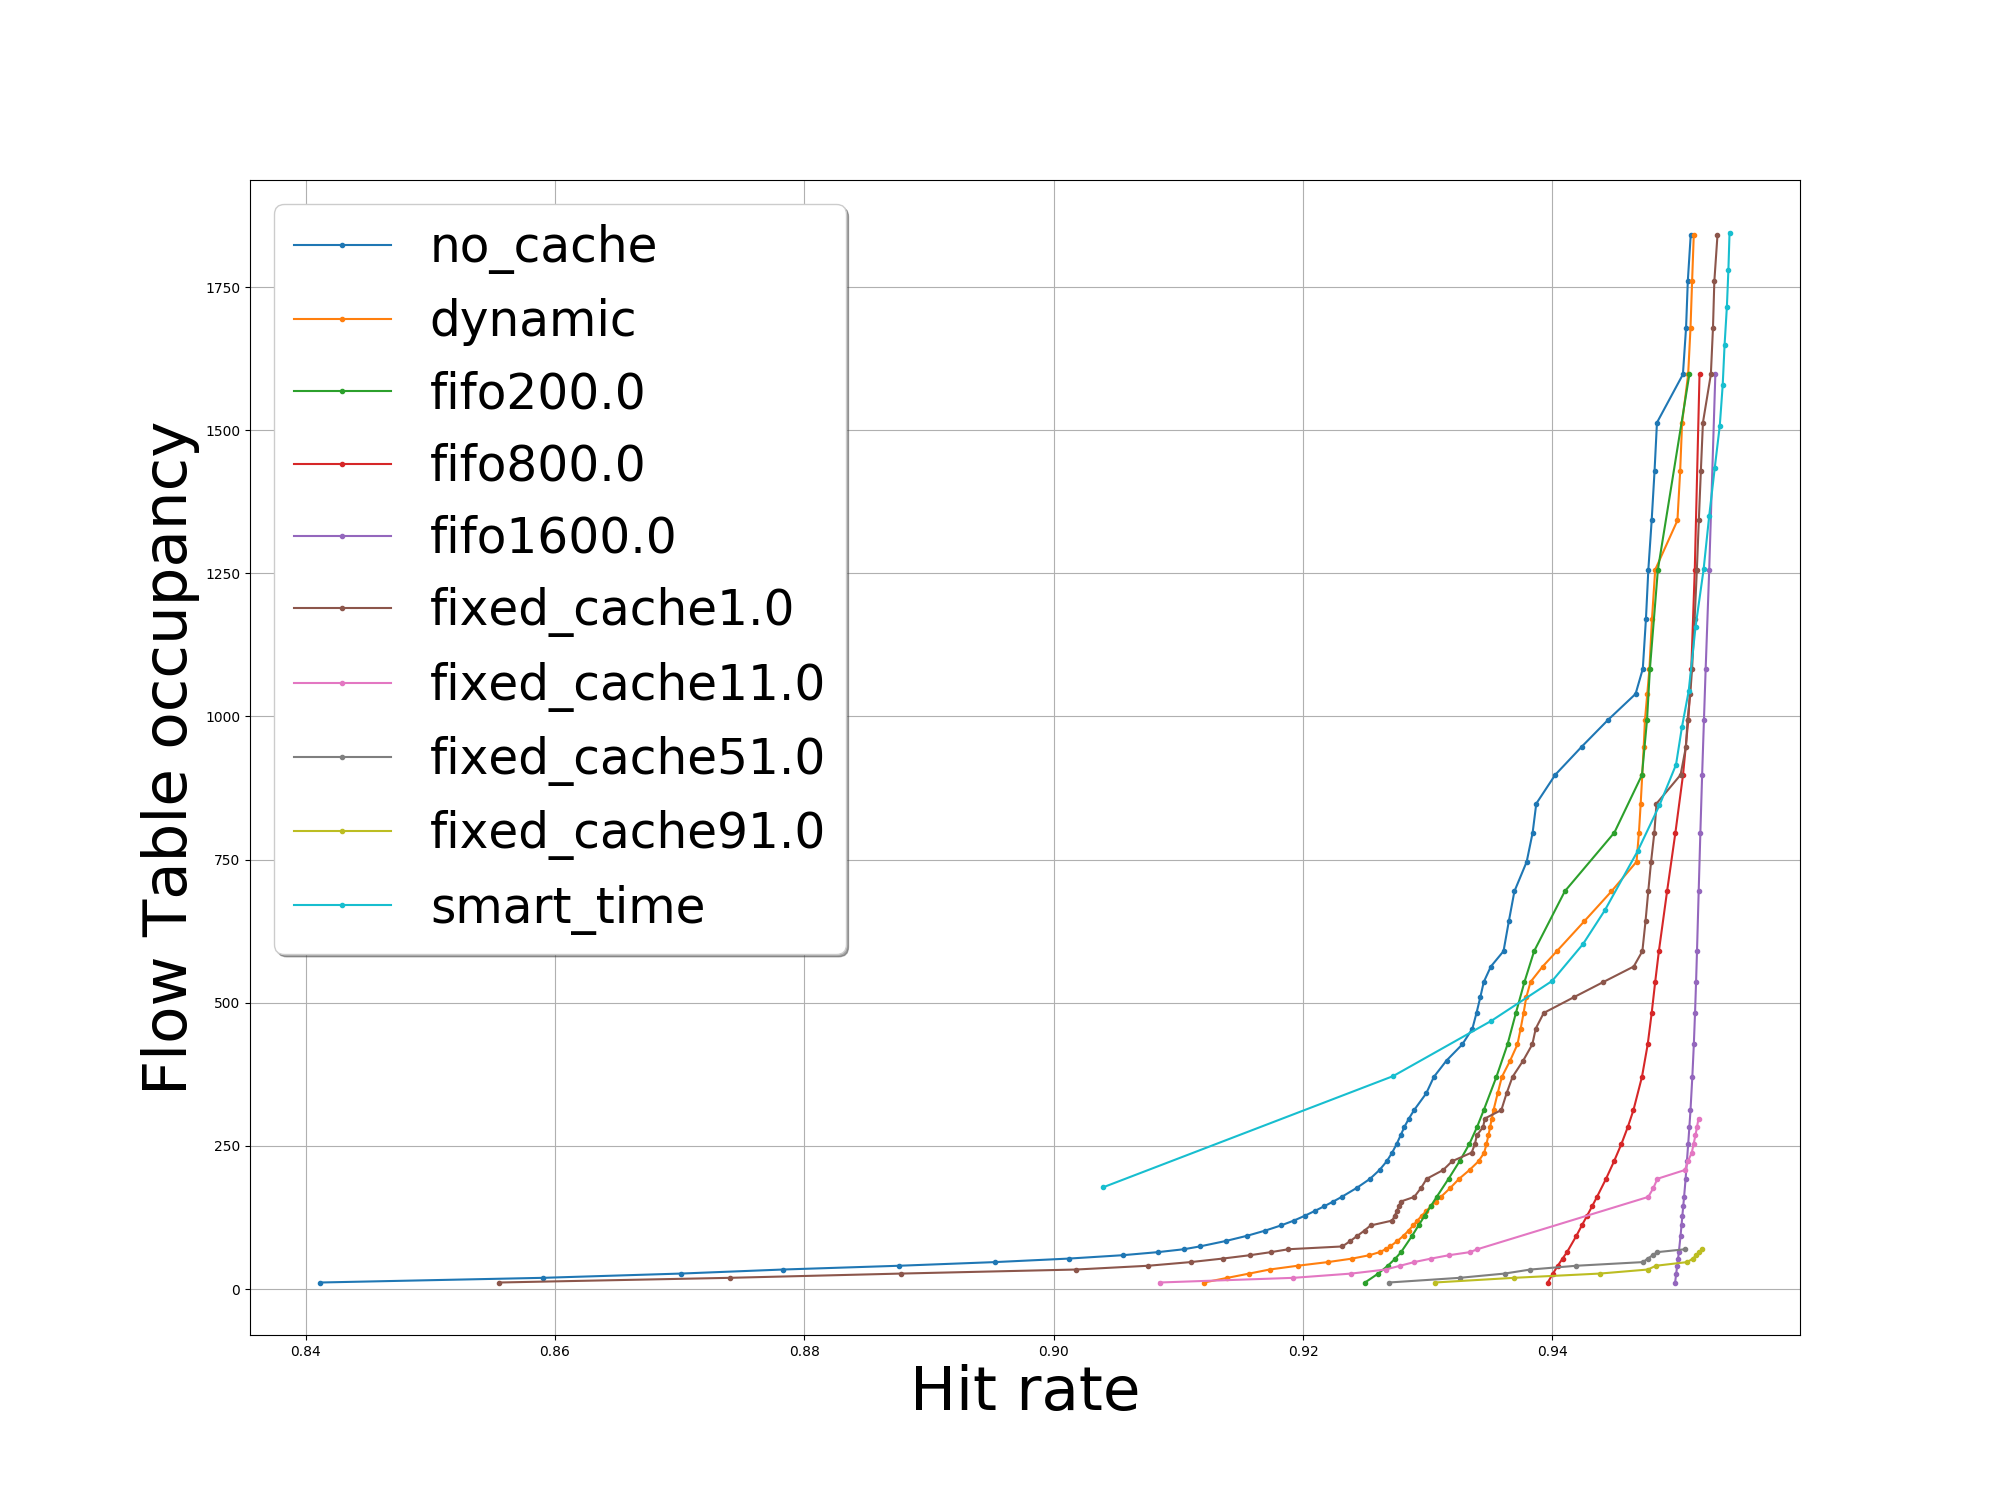 no_cache
dynamic
fifo200.0
fifo800.0
fifo1600.0
fixed_cache1.0
fixed_cache11.0
fixed_cache51.0
fixed_cache91.0
smart_time
Flow Table occupancy
1750
1500
1250
1000
750
500
250
0
0.84 0.86 0.88 0.90 0.92 0.94
Hit rate